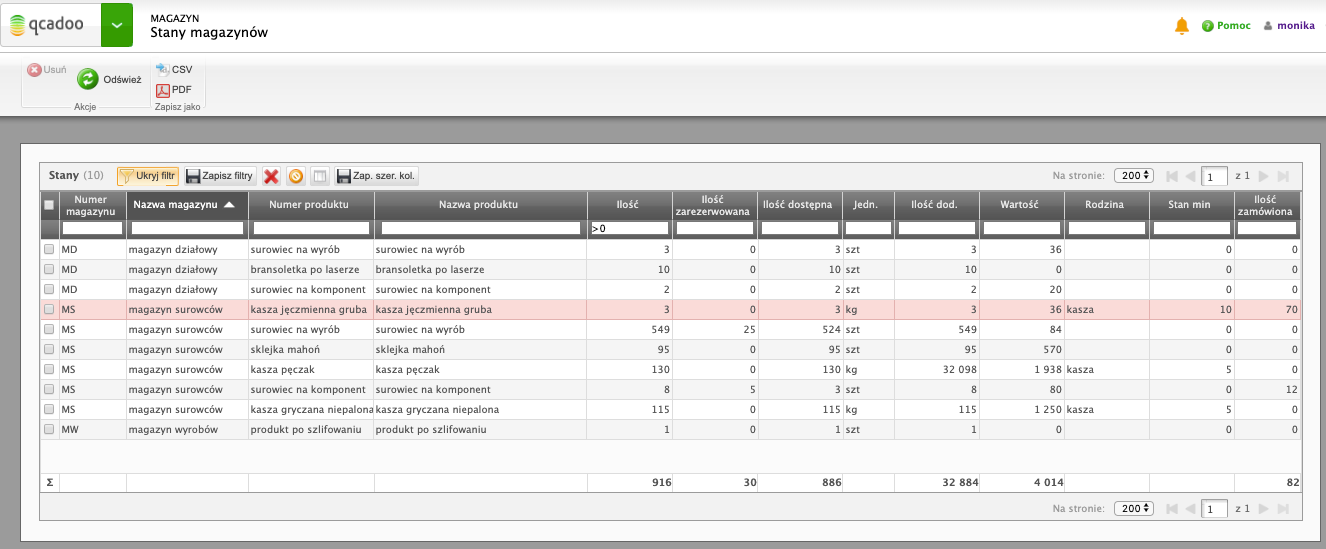 qcadoo
MAGAZYN
Stany magazynów
Pomoc
monika
Usuń
Odśwież
CSV
PDF
Akcje
Zapisz jako
Stany (10) Ukryj filtr Zapisz filtry Zap. szer. kol. Na stronie: 200 1 z 1
Numer magazynu Nazwa magazynu Numer produktu Nazwa produktu Ilość Ilość zarezerwowana Ilość dostępna Jedn. Ilość dod. Wartość Rodzina Stan min Ilość zamówiona
>0
MD magazyn działowy surowiec na wyrób surowiec na wyrób 3 0 3 szt 3 36 0 0
MD magazyn działowy bransoletka po laserze bransoletka po laserze 10 0 10 szt 10 0 0 0
MD magazyn działowy surowiec na komponent surowiec na komponent 2 0 2 szt 2 20 0 0
MS magazyn surowców kasza jęczmienna gruba kasza jęczmienna gruba 3 0 3 kg 3 36 kasza 10 70
MS magazyn surowców surowiec na wyrób surowiec na wyrób 549 25 524 szt 549 84 0 0
MS magazyn surowców sklejka mahoń sklejka mahoń 95 0 95 szt 95 570 0 0
MS magazyn surowców kasza pęczak kasza pęczak 130 0 130 kg 32 098 1 938 kasza 5 0
MS magazyn surowców surowiec na komponent surowiec na komponent 8 5 3 szt 8 80 0 12
MS magazyn surowców kasza gryczana niepalona kasza gryczana niepalona 115 0 115 kg 115 1 250 kasza 5 0
MW magazyn wyrobów produkt po szlifowaniu produkt po szlifowaniu 1 0 1 szt 1 0 0 0
Σ 916 30 886 32 884 4 014 82
Na stronie: 200 1 z 1